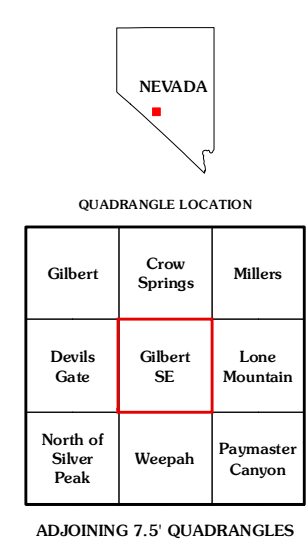 NEVADA
QUADRANGLE LOCATION
Gilbert
Crow
Springs
Millers
Devils
Gate
Gilbert
SE
Lone
Mountain
North of
Silver
Peak
Weepah
Paymaster
Canyon
ADJOINING 7.5' QUADRANGLES